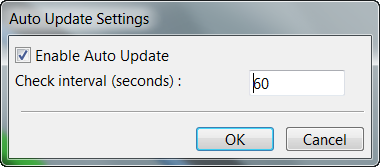 Auto Update Settings
Enable Auto Update
Check interval (seconds) :
60
OK
Cancel